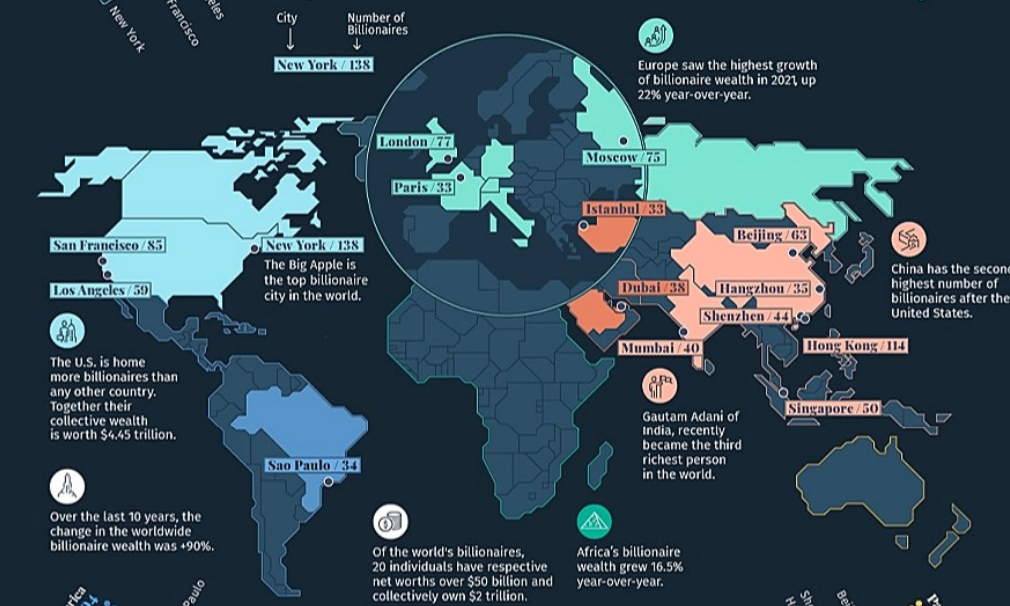 New York
Francisco
City
Number of
Billionaires
New York / 138
Europe saw the highest growth
of billionaire wealth in 2021, up
22% year-over-year.
London / 77
Paris / 33
Moscow / 75
Istanbul / 33
San Francisco / 85
Los Angeles / 59
New York / 138
The Big Apple is
the top billionaire
city in the world.
Beijing / 63
Dubai / 38
Hangzhou / 35
Shenzhen / 44
Mumbai / 40
Hong Kong / 114
Singapore / 50
China has the second
highest number of
billionaires after the
United States.
The U.S. is home
more billionaires than
any other country.
Together their
collective wealth
is worth $4.45 trillion.
Gautam Adani of
India, recently
became the third
richest person
in the world.
Sao Paulo / 34
Over the last 10 years, the
change in the worldwide
billionaire wealth was +90%.
Of the world's billionaires,
20 individuals have respective
net worths over $50 billion and
collectively own $2 trillion.
Africa's billionaire
wealth grew 16.5%
year-over-year.
Paulo